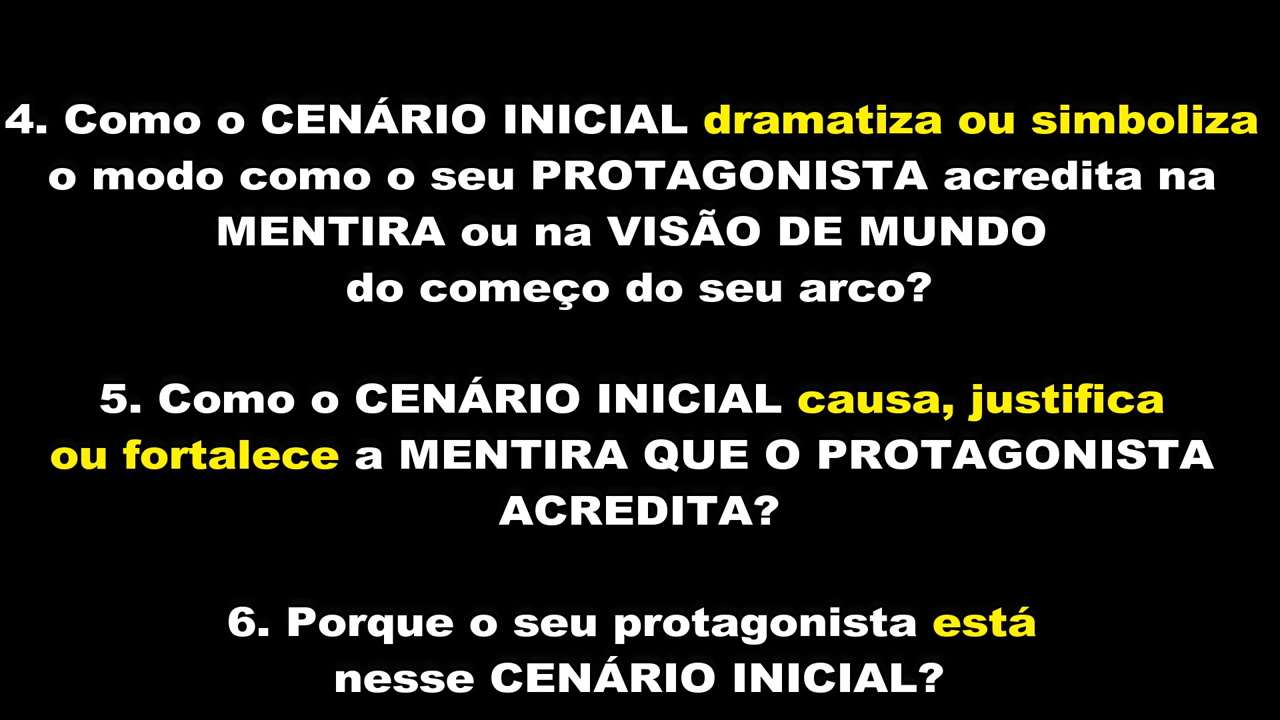 4. Como o CENÁRIO INICIAL dramatiza ou simboliza
o modo como o seu PROTAGONISTA acredita na
MENTIRA ou na VISÃO DE MUNDO
do começo do seu arco?
5. Como o CENÁRIO INICIAL causa, justifica
ou fortalece a MENTIRA QUE O PROTAGONISTA
ACREDITA?
6. Porque o seu protagonista está
nesse CENÁRIO INICIAL?